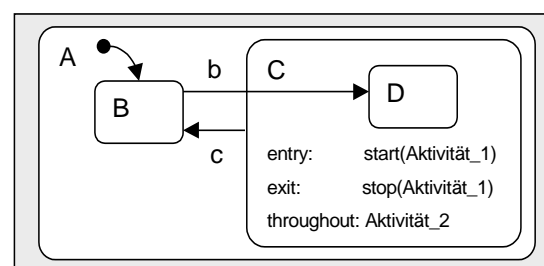 A
b
C
B
D
c
entry: start(Aktivität_1)
exit: stop(Aktivität_1)
throughout: Aktivität_2